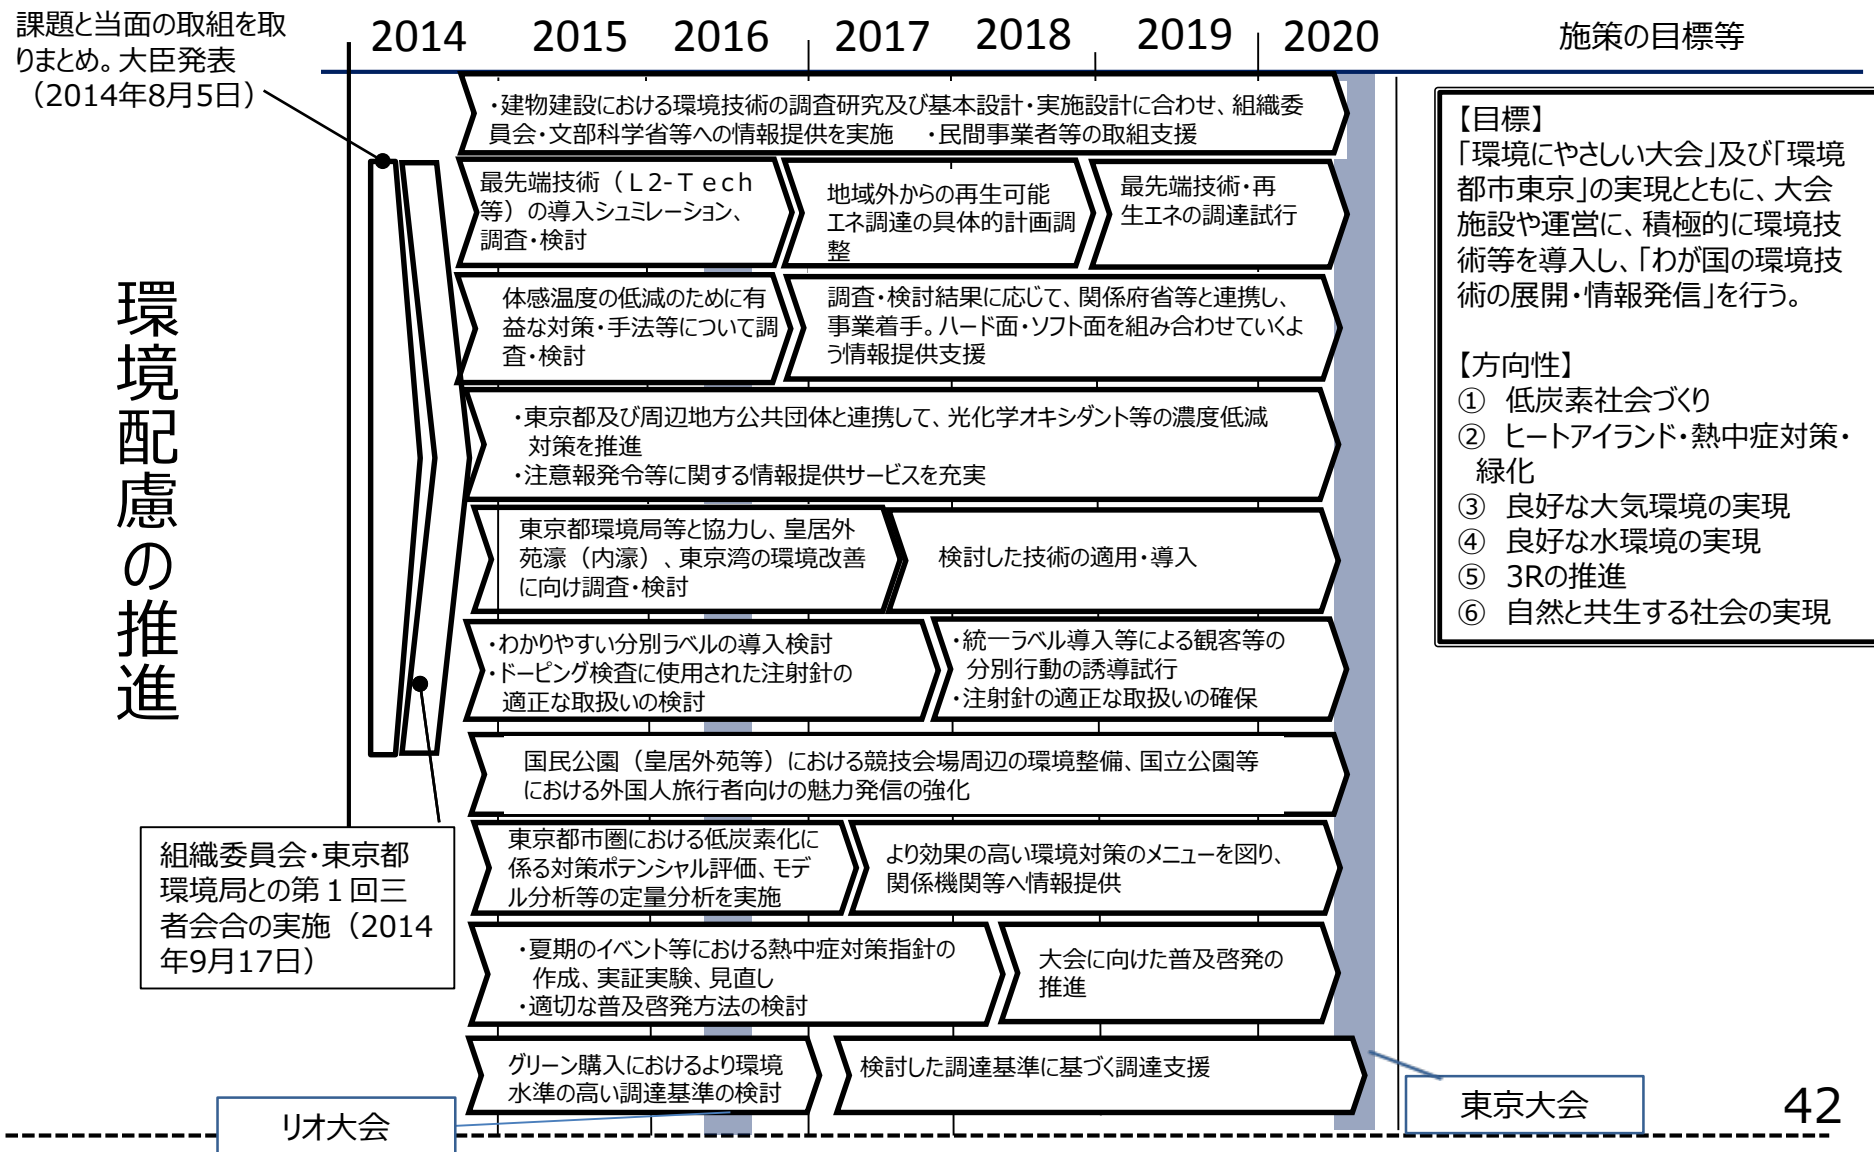 課題と当面の取組を取
りまとめ。大臣発表
（2014年8月5日）
2014 2015 2016 2017 2018 2019 2020 施策の目標等
環境配慮の推進
・建物建設における環境技術の調査研究及び基本設計・実施設計に合わせ、組織委
員会・文部科学省等への情報提供を実施 ・民間事業者等の取組支援
最先端技術（Ｌ2-Ｔｅｃｈ
等）の導入シュミレーション、
調査・検討
地域外からの再生可能
エネ調達の具体的計画調
整
最先端技術・再
生エネの調達試行
体感温度の低減のために有
益な対策・手法等について調
査・検討
調査・検討結果に応じて、関係府省等と連携し、
事業着手。ハード面・ソフト面を組み合わせていくよ
う情報提供支援
・東京都及び周辺地方公共団体と連携して、光化学オキシダント等の濃度低減
対策を推進
・注意報発令等に関する情報提供サービスを充実
東京都環境局等と協力し、皇居外
苑濠（内濠）、東京湾の環境改善
に向け調査・検討
検討した技術の適用・導入
・わかりやすい分別ラベルの導入検討
・ドーピング検査に使用された注射針の
適正な取扱いの検討
・統一ラベル導入等による観客等の
分別行動の誘導試行
・注射針の適正な取扱いの確保
国民公園（皇居外苑等）における競技会場周辺の環境整備、国立公園等
における外国人旅行者向けの魅力発信の強化
東京都市圏における低炭素化に
係る対策ポテンシャル評価、モデ
ル分析等の定量分析を実施
より効果の高い環境対策のメニューを図り、
関係機関等へ情報提供
・夏期のイベント等における熱中症対策指針の
作成、実証実験、見直し
・適切な普及啓発方法の検討
大会に向けた普及啓発の
推進
グリーン購入におけるより環境
水準の高い調達基準の検討
検討した調達基準に基づく調達支援
組織委員会・東京都
環境局との第１回三
者会合の実施（2014
年9月17日）
【目標】
「環境にやさしい大会」及び「環境
都市東京」の実現とともに、大会
施設や運営に、積極的に環境技
術等を導入し、「わが国の環境技
術の展開・情報発信」を行う。
【方向性】
① 低炭素社会づくり
② ヒートアイランド・熱中症対策・
緑化
③ 良好な大気環境の実現
④ 良好な水環境の実現
⑤ 3Rの推進
⑥ 自然と共生する社会の実現
リオ大会
東京大会
42